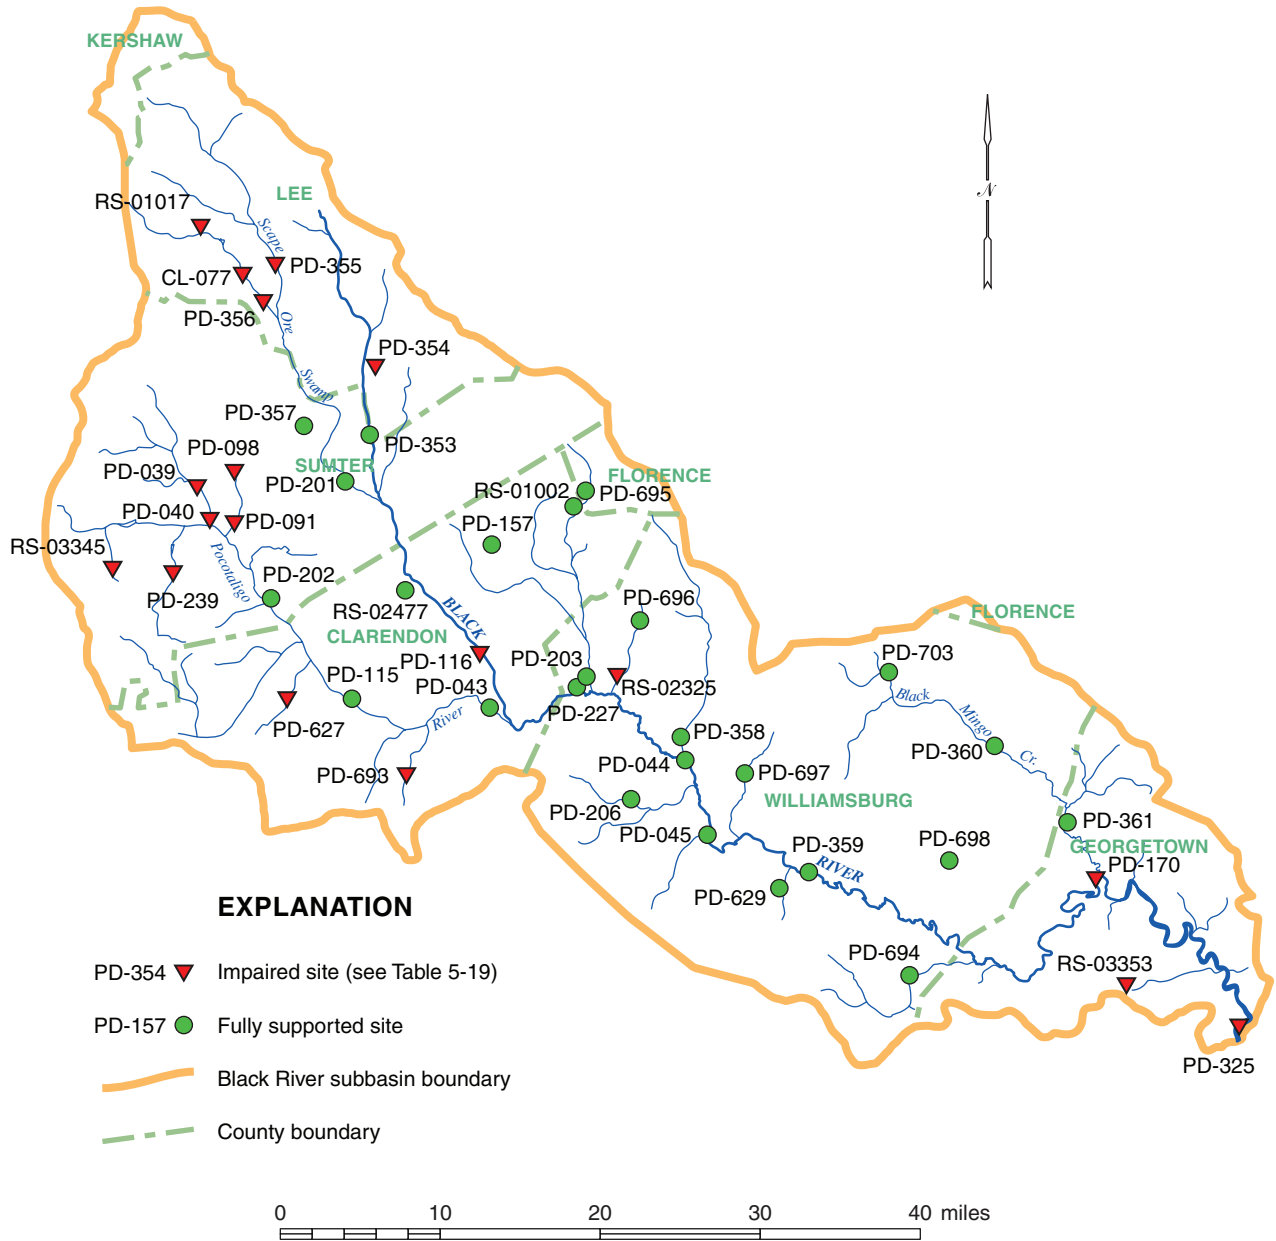 KERSHAW
LEE
RS-01017
Scape
PD-355
CL-077
PD-356
Ore
PD-354
Swamp
PD-357
PD-353
PD-098
SUMTER
PD-039
PD-201
FLORENCE
RS-01002
PD-695
PD-040
PD-091
PD-157
RS-03345
Pocotaligo
PD-202
PD-239
RS-02477
BLACK
PD-696
FLORENCE
CLARENDON
PD-116
PD-203
PD-703
PD-115
PD-043
RS-02325
Black
PD-627
River
PD-227
Mingo
PD-358
PD-360
Cr.
PD-693
PD-044
PD-697
WILLIAMSBURG
PD-206
PD-045
PD-361
PD-359
PD-698
GEORGETOWN
PD-170
RIVER
PD-629
PD-694
RS-03353
PD-325
N
EXPLANATION
PD-354 Impaired site (see Table 5-19)
PD-157 Fully supported site
Black River subbasin boundary
County boundary
0 10 20 30 40 miles